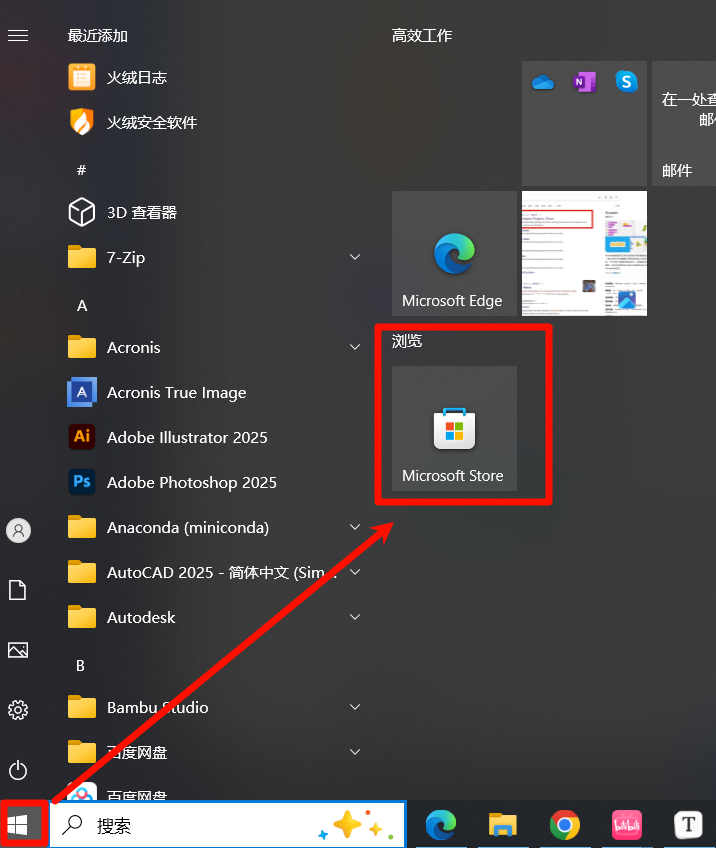 最近添加
火绒日志
火绒安全软件
#
3D 查看器
7-Zip
A
Acronis
Acronis True Image
Adobe Illustrator 2025
Adobe Photoshop 2025
Anaconda (miniconda)
AutoCAD 2025 - 简体中文 (Sim...
Autodesk
B
Bambu Studio
百度网盘
百度网盘
高效工作
在一处查
邮件
Microsoft Edge
浏览
Microsoft Store
搜索